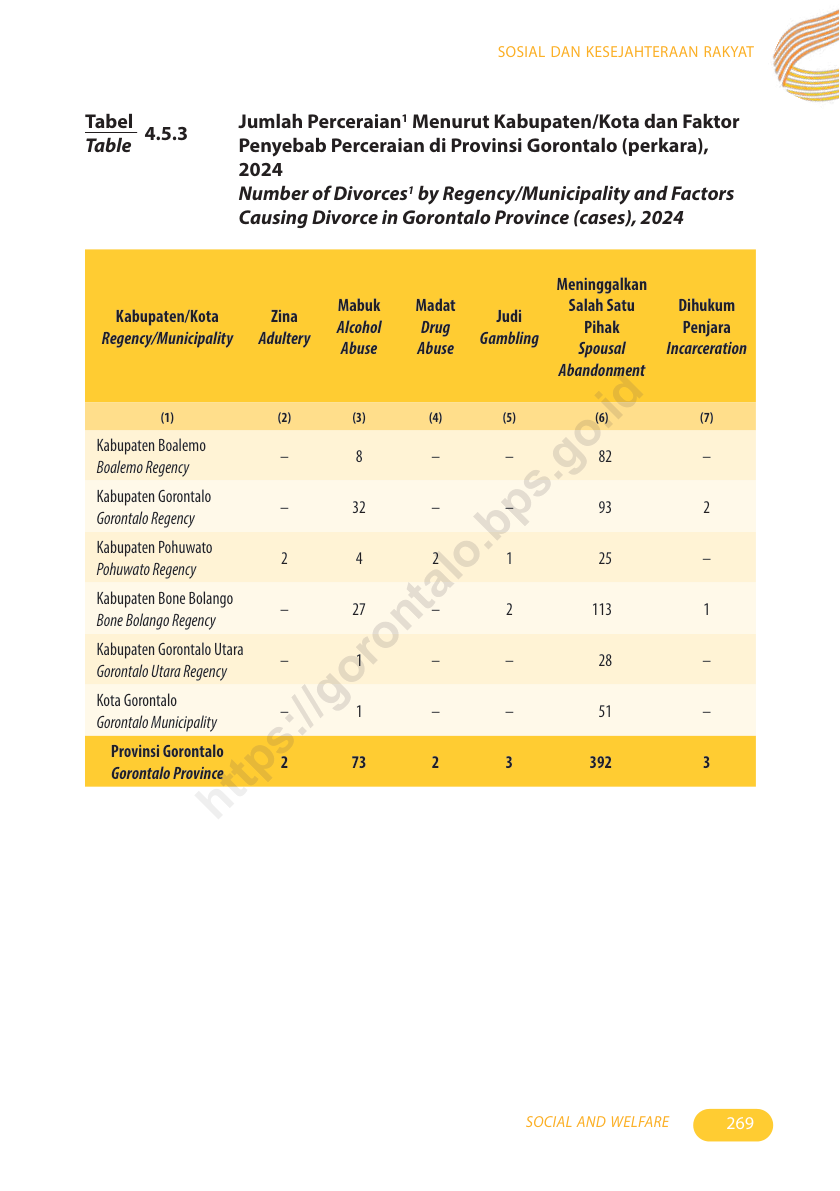 SOSIAL DAN KESEJAHTERAAN RAKYAT
Tabel
Table
4.5.3
Jumlah Perceraian¹ Menurut Kabupaten/Kota dan Faktor
Penyebab Perceraian di Provinsi Gorontalo (perkara),
2024
Number of Divorces¹ by Regency/Municipality and Factors
Causing Divorce in Gorontalo Province (cases), 2024
Kabupaten/Kota
Regency/Municipality
Zina
Adultery
Mabuk
Alcohol
Abuse
Madat
Drug
Abuse
Judi
Gambling
Meninggalkan
Salah Satu
Pihak
Spousal
Abandonment
Dihukum
Penjara
Incarceration
(1) (2) (3) (4) (5) (6) (7)
Kabupaten Boalemo
Boalemo Regency
– 8 – – 82 –
Kabupaten Gorontalo
Gorontalo Regency
– 32 – – 93 2
Kabupaten Pohuwato
Pohuwato Regency
2 4 2 1 25 –
Kabupaten Bone Bolango
Bone Bolango Regency
– 27 – 2 113 1
Kabupaten Gorontalo Utara
Gorontalo Utara Regency
– 1 – – 28 –
Kota Gorontalo
Gorontalo Municipality
– 1 – – 51 –
Provinsi Gorontalo
Gorontalo Province
2 73 2 3 392 3
https://gorontalo.bps.go.id
SOCIAL AND WELFARE 269